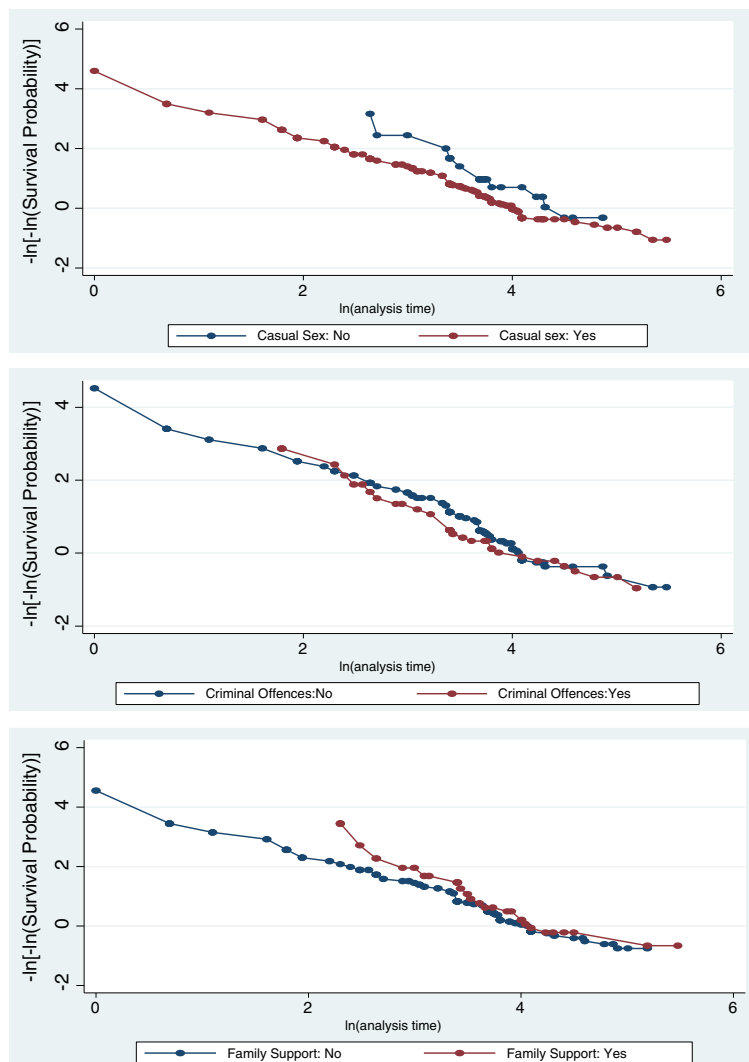 -ln[-ln(Survival Probability)]
6
4
2
0
-2
0 2 4 6
ln(analysis time)
Casual Sex: No Casual sex: Yes
-ln[-ln(Survival Probability)]
4
2
0
-2
0 2 4 6
ln(analysis time)
Criminal Offences:No Criminal Offences:Yes
-ln[-ln(Survival Probability)]
6
4
2
0
-2
0 2 4 6
ln(analysis time)
Family Support: No Family Support: Yes